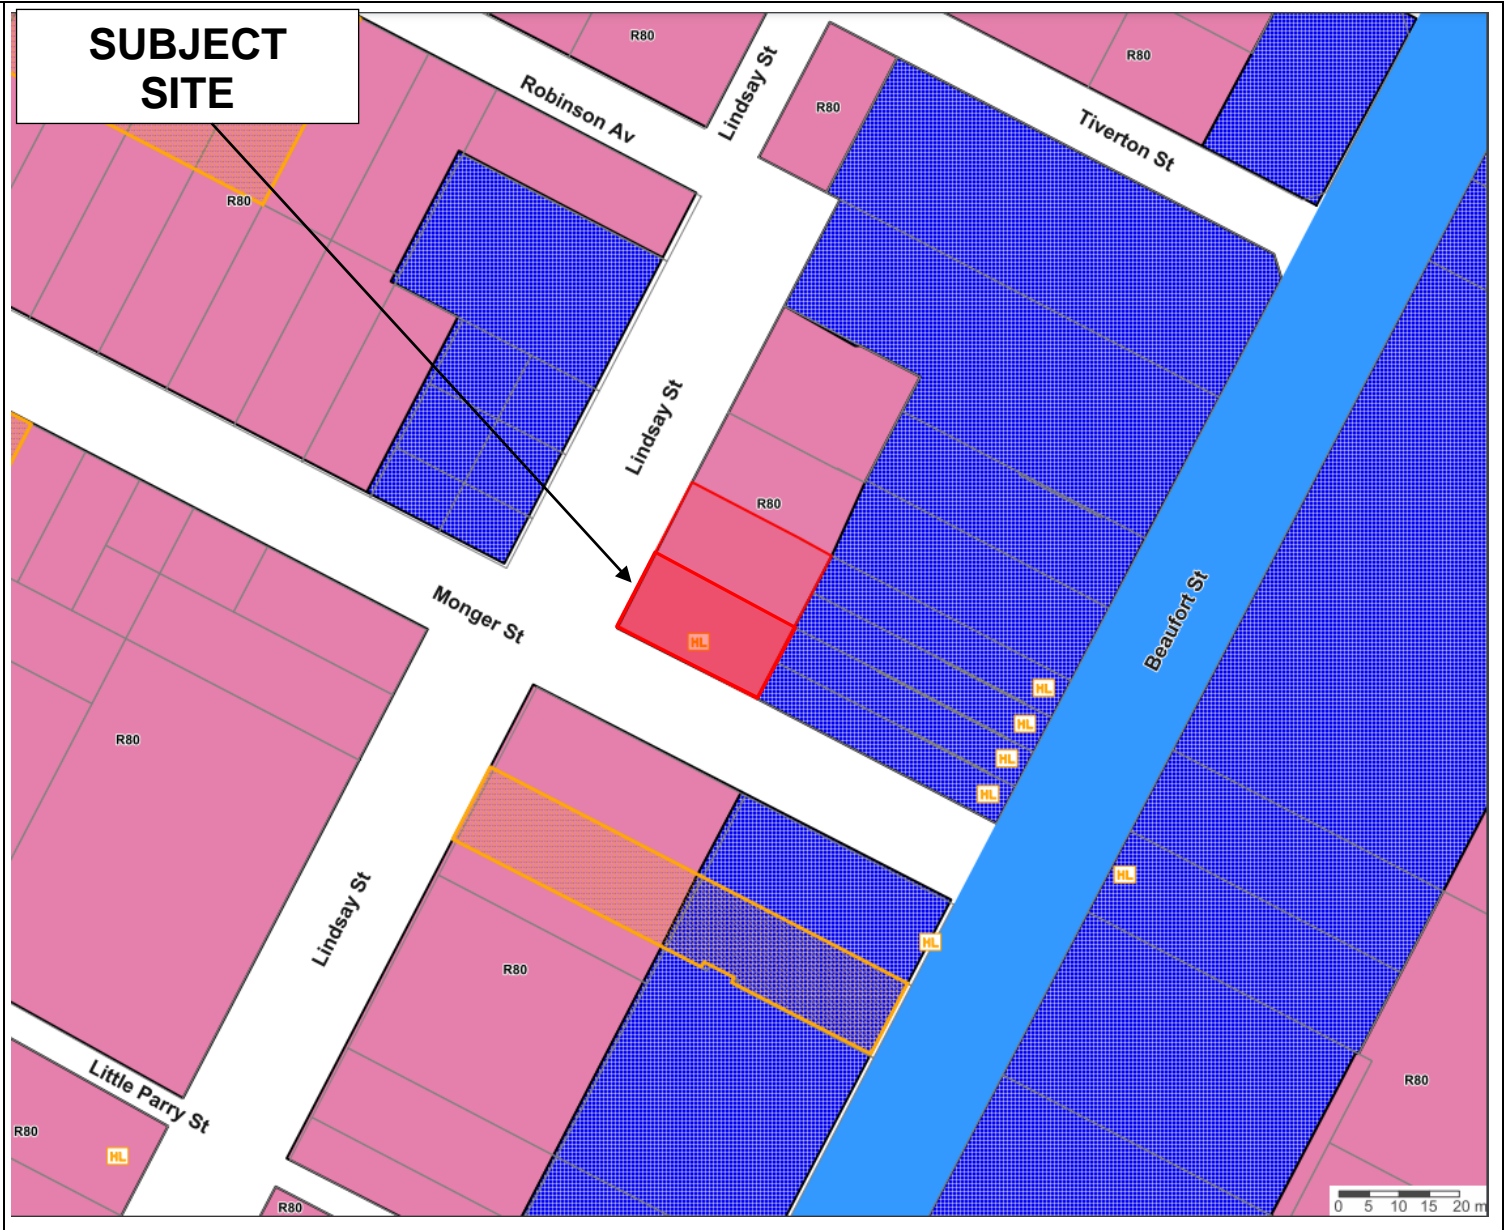 SUBJECT
SITE
R80
Lindsay St
R80
Robinson Av
R80
Tiverton St
R80
Lindsay St
R80
Monger St
HL
Beaufort St
HL
HL
HL
HL
R80
HL
Lindsay St
HL
R80
Little Parry St
R80
R80
HL
R80
0 5 10 15 20 m